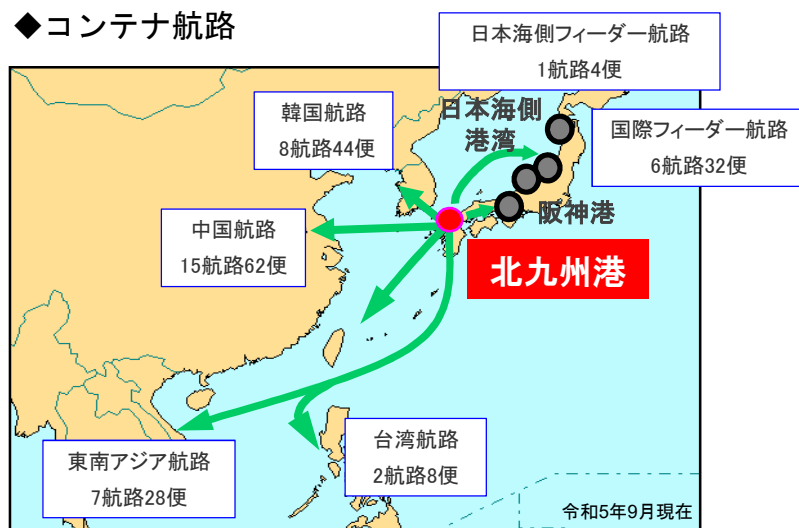 ◆コンテナ航路
日本海側フィーダー航路
1航路4便
韓国航路
8航路44便
日本海側
港湾
国際フィーダー航路
6航路32便
中国航路
15航路62便
阪神港
北九州港
東南アジア航路
7航路28便
台湾航路
2航路8便
令和5年9月現在